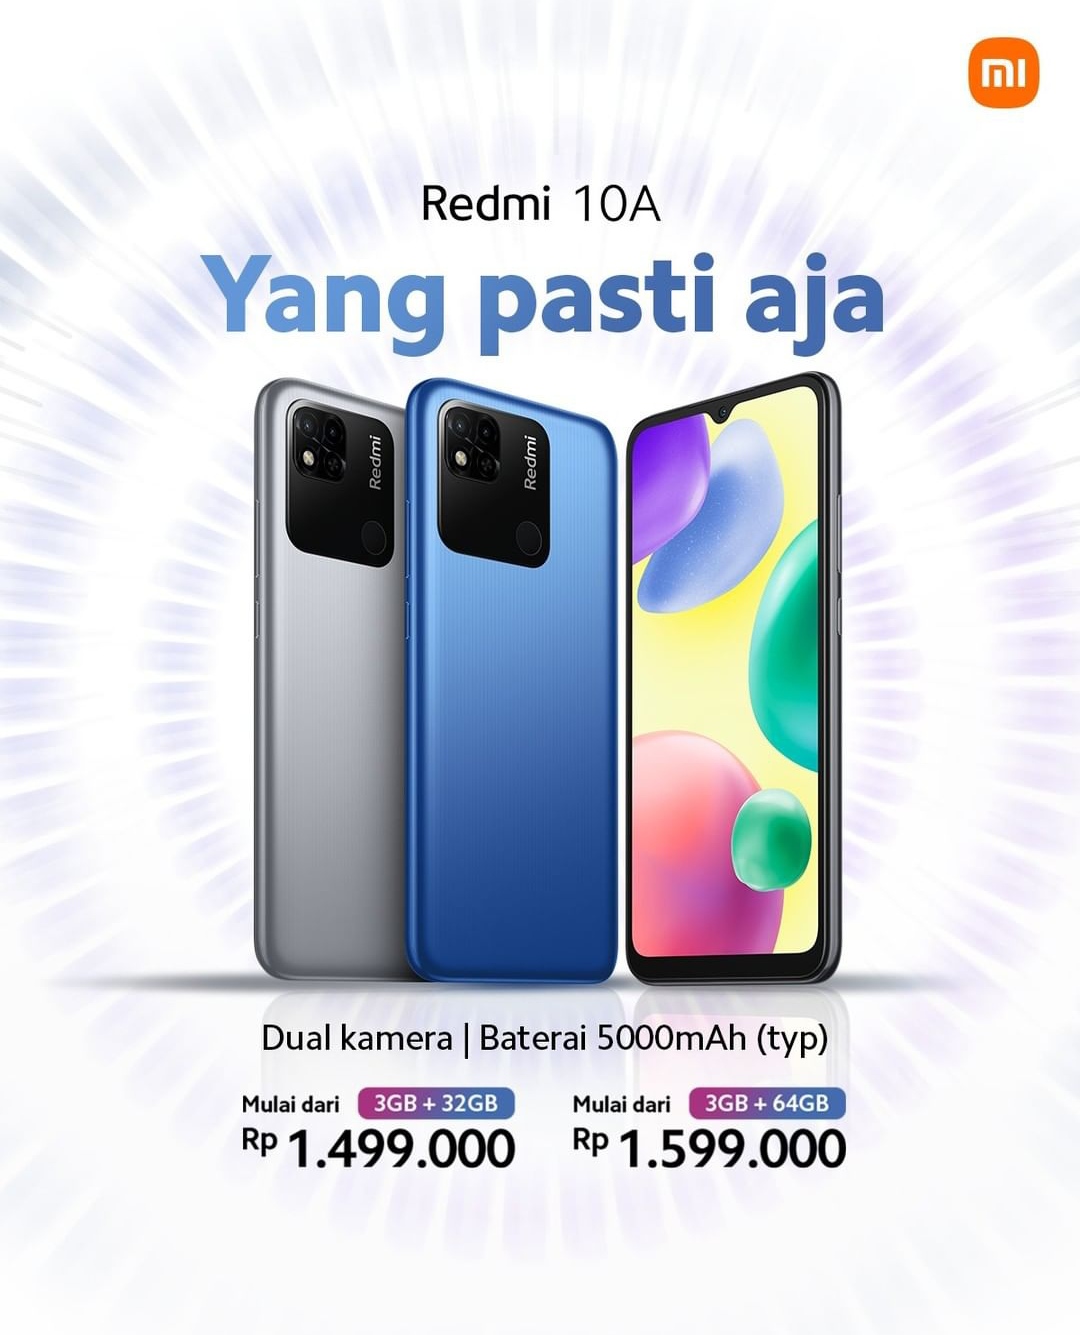 mi
Redmi 10A
Yang pasti aja
Redmi
Redmi
Dual kamera | Baterai 5000mAh (typ)
Mulai dari 3GB + 32GB
Rp 1.499.000
Mulai dari 3GB + 64GB
Rp 1.599.000